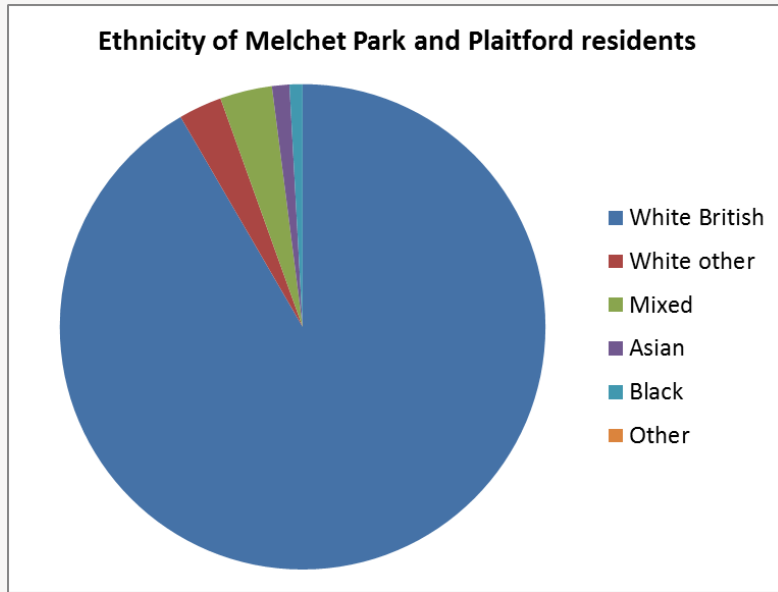 Ethnicity of Melchet Park and Plaitford residents
White British
White other
Mixed
Asian
Black
Other